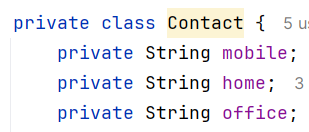 private class Contact {  5 us
private String mobile;
private String home;  3
private String office;